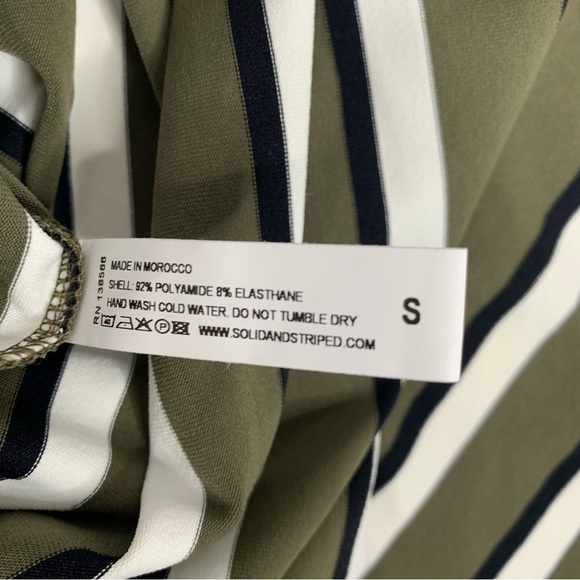 RN 138566
MADE IN MOROCCO
SHELL: 92% POLYAMIDE 8% ELASTHANE
HAND WASH COLD WATER. DO NOT TUMBLE DRY
WWW.SOLIDANDSTRIPED.COM
S